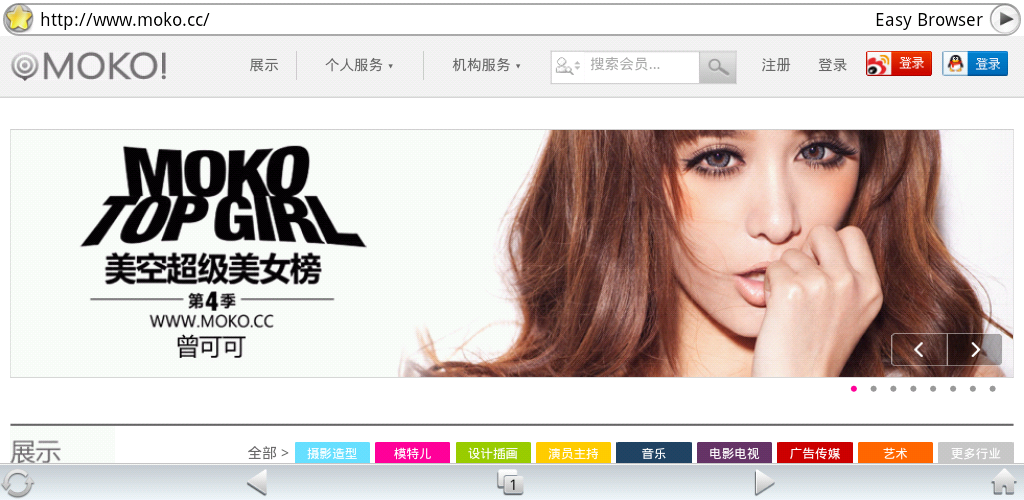 http://www.moko.cc/ Easy Browser
MOKO! 展示 个人服务 ▾ 机构服务 ▾ 搜索会员... 注册 登录 登录 登录
MOKO
TOP GIRL
美空超级美女榜
第4季
WWW.MOKO.CC
曾可可
展示 全部 > 摄影造型 模特儿 设计插画 演员主持 音乐 电影电视 广告传媒 艺术 更多行业
1